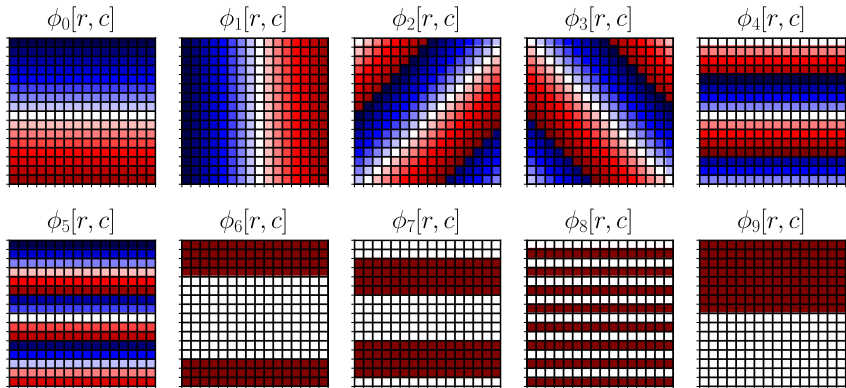 ϕ₀[r, c] ϕ₁[r, c] ϕ₂[r, c] ϕ₃[r, c] ϕ₄[r, c]
ϕ₅[r, c] ϕ₆[r, c] ϕ₇[r, c] ϕ₈[r, c] ϕ₉[r, c]